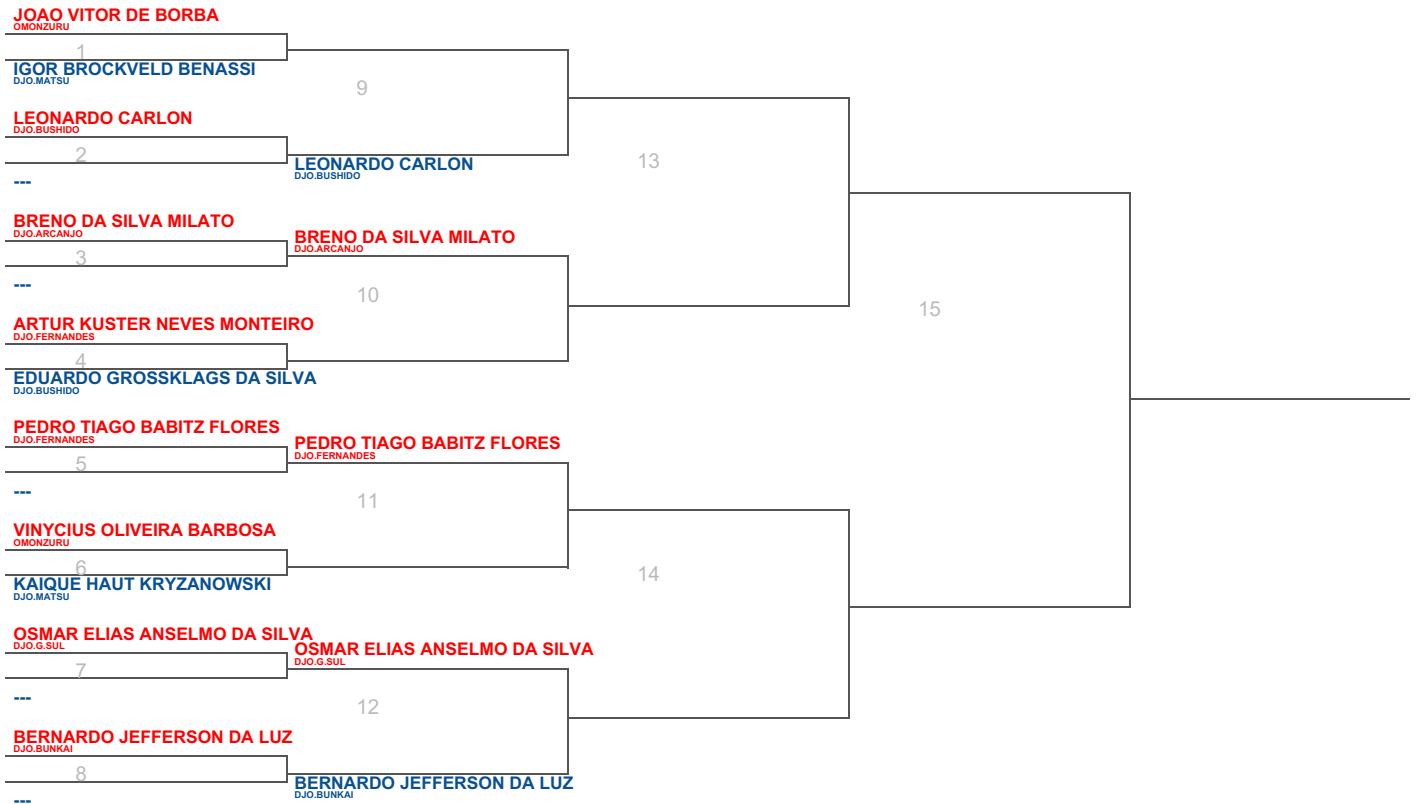 JOAO VITOR DE BORBA
OMONZURU
1
IGOR BROCKVELD BENASSI
DJO.MATSU
9
LEONARDO CARLON
DJO.BUSHIDO
2
---
LEONARDO CARLON
DJO.BUSHIDO
13
BRENO DA SILVA MILATO
DJO.ARCANJO
3
---
BRENO DA SILVA MILATO
DJO.ARCANJO
10
15
ARTUR KUSTER NEVES MONTEIRO
DJO.FERNANDES
4
EDUARDO GROSSKLAGS DA SILVA
DJO.BUSHIDO
PEDRO TIAGO BABITZ FLORES
DJO.FERNANDES
5
---
PEDRO TIAGO BABITZ FLORES
DJO.FERNANDES
11
VINYCIUS OLIVEIRA BARBOSA
OMONZURU
6
KAIQUE HAUT KRYZANOWSKI
DJO.MATSU
14
OSMAR ELIAS ANSELMO DA SILVA
DJO.G.SUL
7
---
OSMAR ELIAS ANSELMO DA SILVA
DJO.G.SUL
12
BERNARDO JEFFERSON DA LUZ
DJO.BUNKAI
8
---
BERNARDO JEFFERSON DA LUZ
DJO.BUNKAI